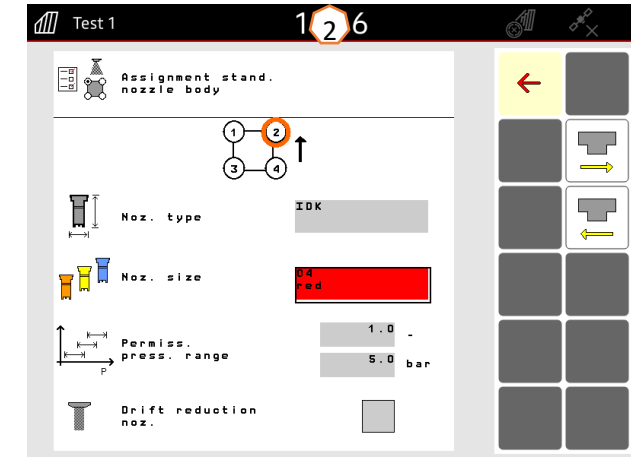 Test 1
1 2 6
Assignment stand.
nozzle body
1 2
3 4
Noz. type
IDK
Noz. size
04
red
Permiss.
press. range
1.0 -
5.0 bar
P
Drift reduction
noz.